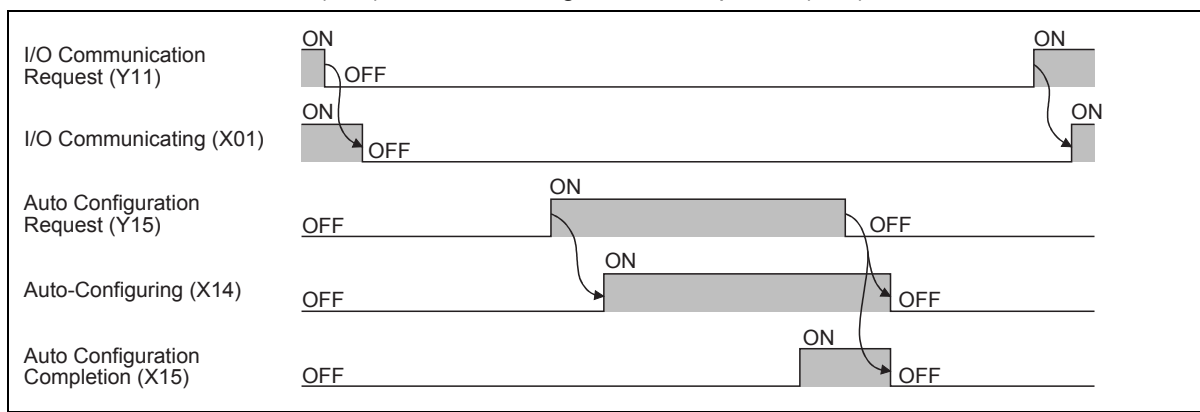 ON ON
I/O Communication
Request (Y11)
OFF
ON ON
I/O Communicating (X01)
OFF
ON
Auto Configuration
Request (Y15)
OFF OFF
ON
Auto-Configuring (X14)
OFF OFF
ON
Auto Configuration
Completion (X15)
OFF OFF